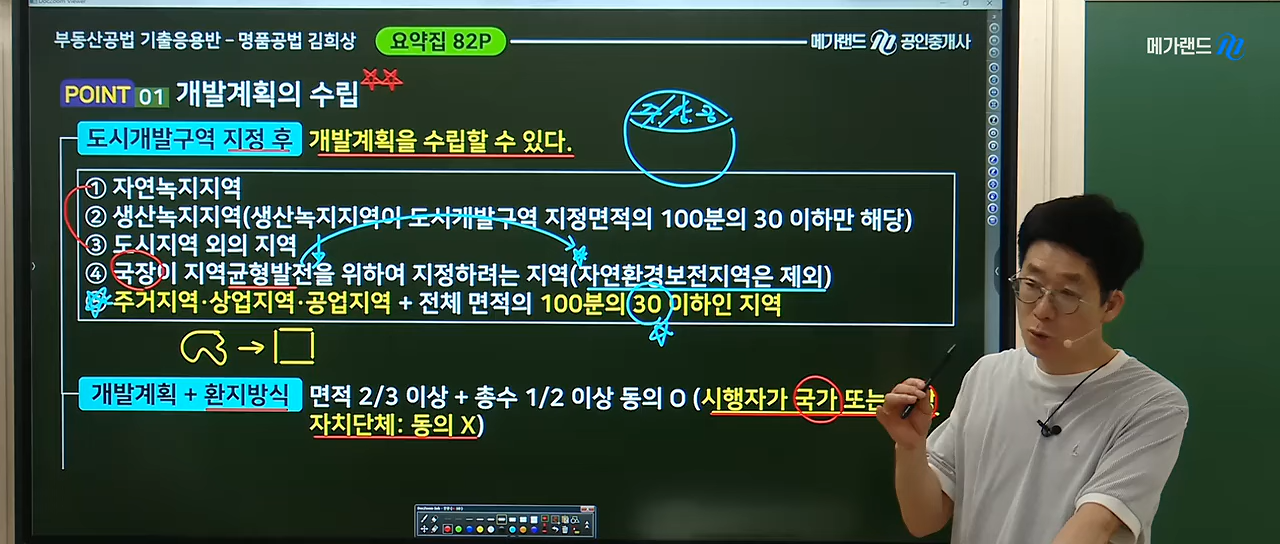 DocZoom Viewer
부동산공법 기출응용반 - 명품공법 김희상
요약집 82P
메가랜드 공인중개사
메가랜드
POINT 01 개발계획의 수립
주/상/공
도시개발구역 지정 후 개발계획을 수립할 수 있다.
① 자연녹지지역
② 생산녹지지역(생산녹지지역이 도시개발구역 지정면적의 100분의 30 이하만 해당)
③ 도시지역 외의 지역
④ 국장이 지역균형발전을 위하여 지정하려는 지역(자연환경보전지역은 제외)
주거지역·상업지역·공업지역 + 전체 면적의 100분의 30 이하인 지역
개발계획 + 환지방식 면적 2/3 이상 + 총수 1/2 이상 동의 O (시행자가 국가 또는
자치단체: 동의 X)